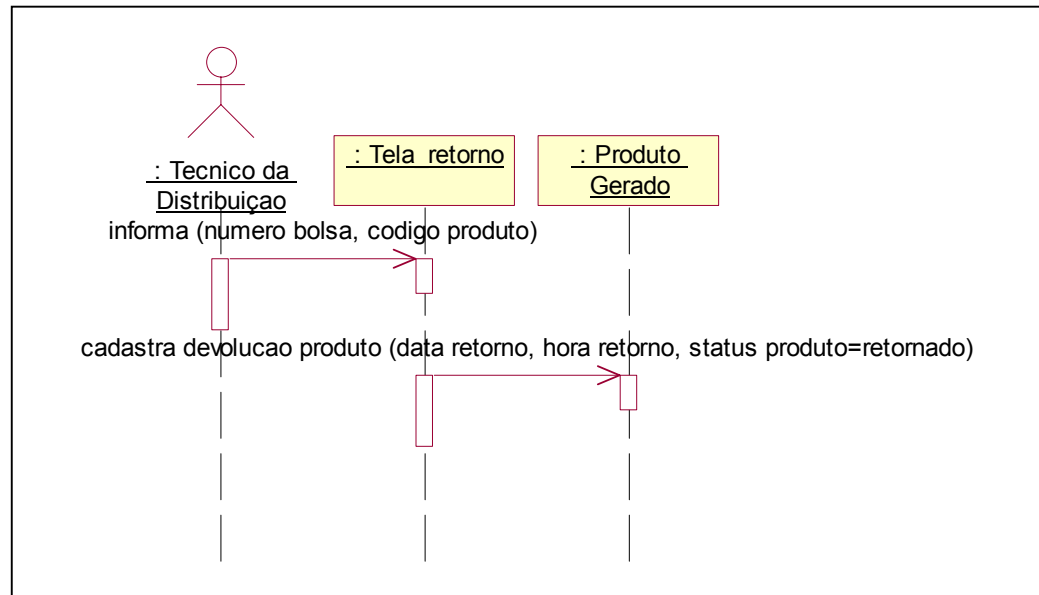 : Tecnico da
Distribuiçao
: Tela_retorno
: Produto
Gerado
informa (numero bolsa, codigo produto)
cadastra devolucao produto (data retorno, hora retorno, status produto=retornado)